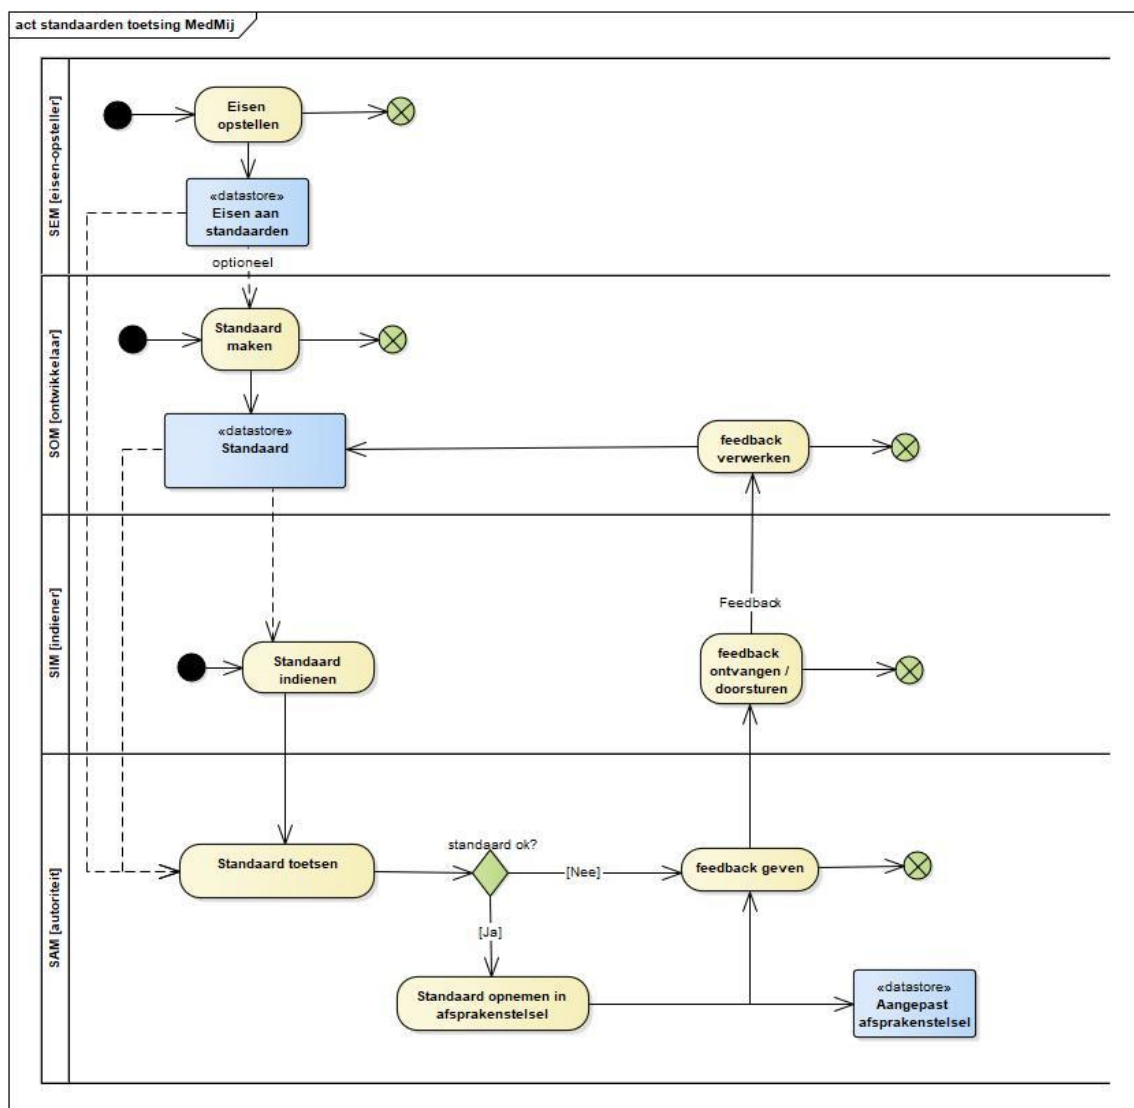 act standaarden toetsing MedMij
SEM [eisen-opsteller]
Eisen
opstellen
«datastore»
Eisen aan
standaarden
optioneel
SOM [ontwikkelaar]
Standaard
maken
«datastore»
Standaard
feedback
verwerken
SIM [indiener]
Feedback
Standaard
indienen
feedback
ontvangen /
doorsturen
SAM [autoriteit]
Standaard toetsen
standaard ok?
[Nee]
feedback geven
[Ja]
Standaard opnemen in
afsprakenstelsel
«datastore»
Aangepast
afsprakenstelsel